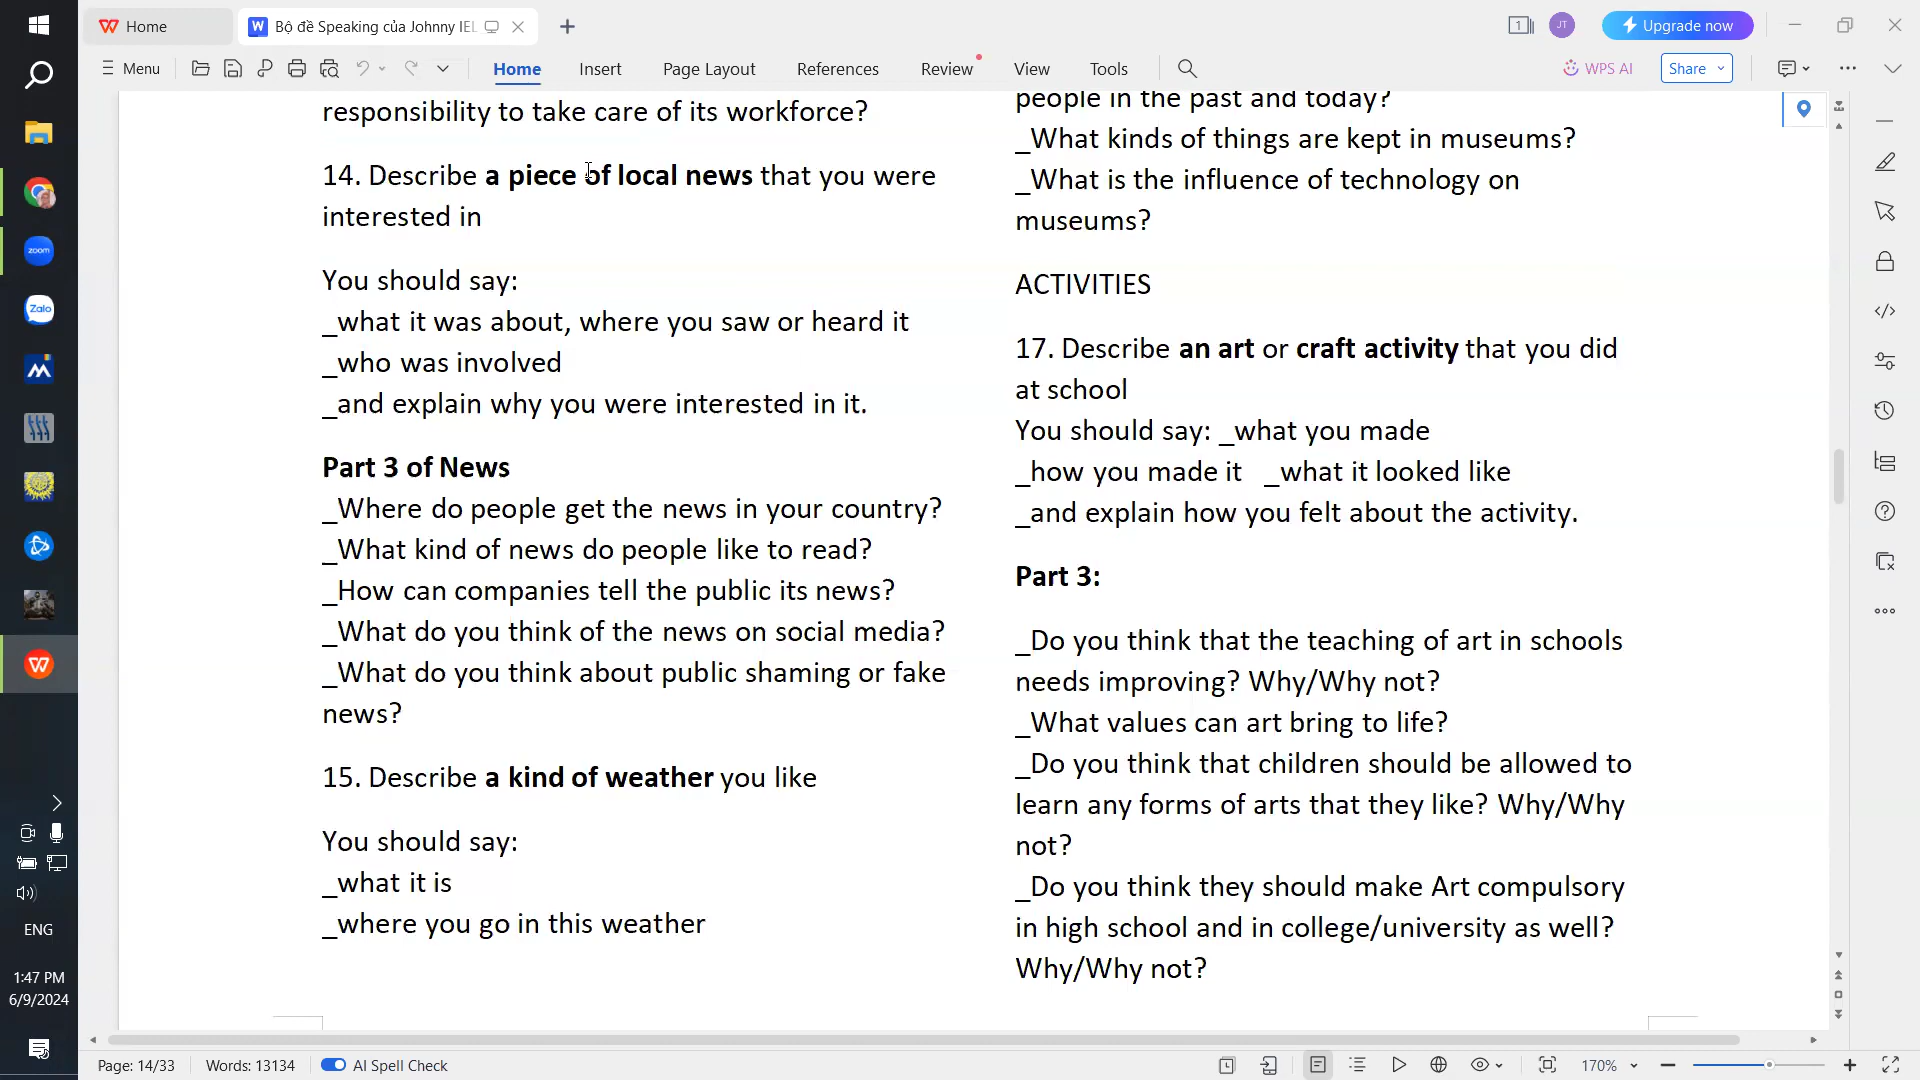 Home
Bộ đề Speaking của Johnny IEL
JT
Upgrade now
Menu
Home
Insert
Page Layout
References
Review
View
Tools
WPS AI
Share
responsibility to take care of its workforce?
14. Describe a piece of local news that you were
interested in
You should say:
_what it was about, where you saw or heard it
_who was involved
_and explain why you were interested in it.
Part 3 of News
_Where do people get the news in your country?
_What kind of news do people like to read?
_How can companies tell the public its news?
_What do you think of the news on social media?
_What do you think about public shaming or fake
news?
15. Describe a kind of weather you like
You should say:
_what it is
_where you go in this weather
people in the past and today?
_What kinds of things are kept in museums?
_What is the influence of technology on
museums?
ACTIVITIES
17. Describe an art or craft activity that you did
at school
You should say: _what you made
_how you made it _what it looked like
_and explain how you felt about the activity.
Part 3:
_Do you think that the teaching of art in schools
needs improving? Why/Why not?
_What values can art bring to life?
_Do you think that children should be allowed to
learn any forms of arts that they like? Why/Why
not?
_Do you think they should make Art compulsory
in high school and in college/university as well?
Why/Why not?
zoom
Zalo
ENG
1:47 PM
6/9/2024
Page: 14/33
Words: 13134
AI Spell Check
170%